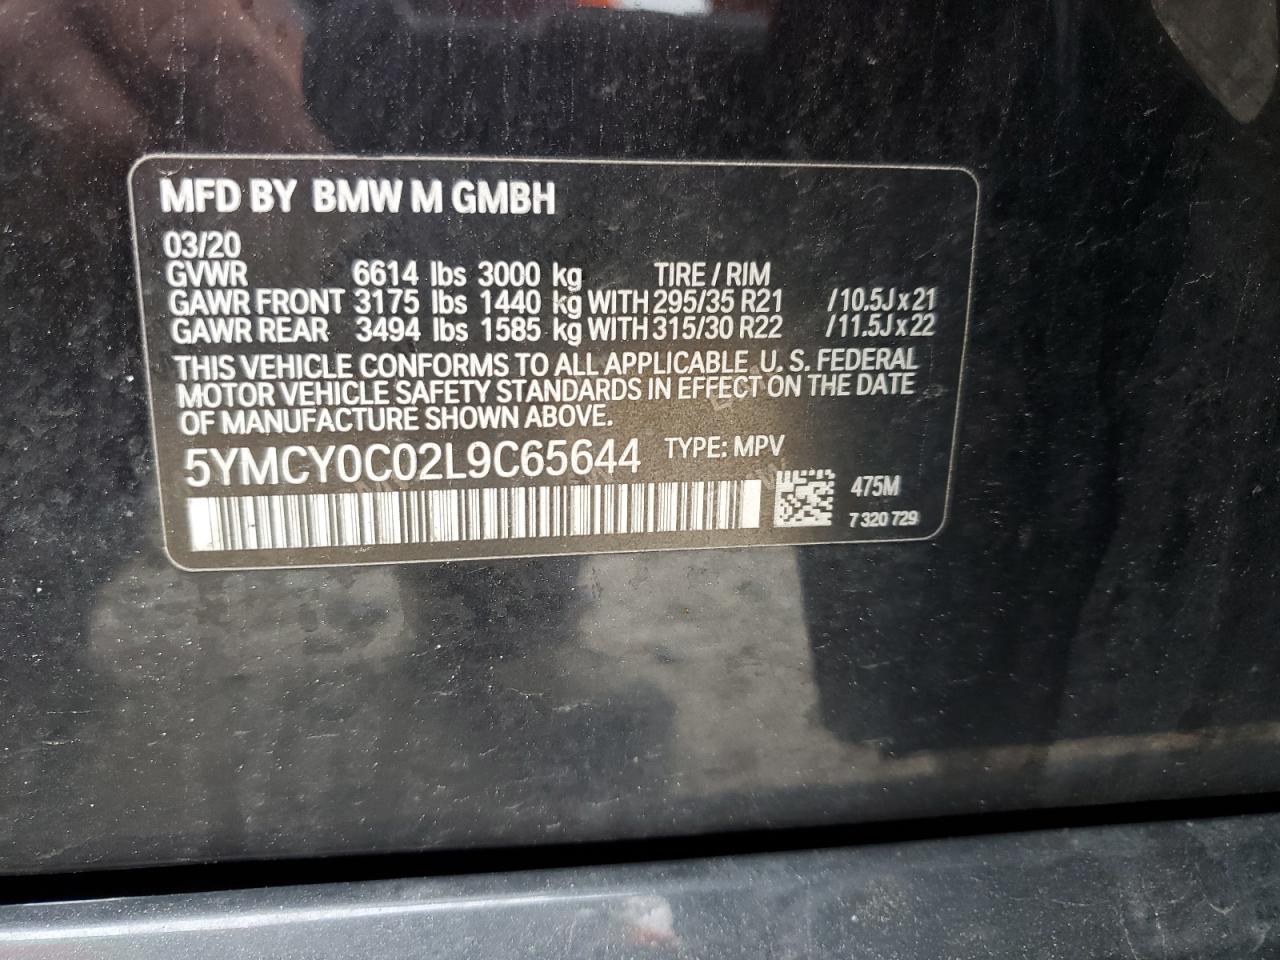 MFD BY BMW M GMBH
03/20
GVWR 6614 lbs 3000 kg TIRE / RIM
GAWR FRONT 3175 lbs 1440 kg WITH 295/35 R21 /10.5J x 21
GAWR REAR 3494 lbs 1585 kg WITH 315/30 R22 /11.5J x 22
THIS VEHICLE CONFORMS TO ALL APPLICABLE U. S. FEDERAL
MOTOR VEHICLE SAFETY STANDARDS IN EFFECT ON THE DATE
OF MANUFACTURE SHOWN ABOVE.
5YMCY0C02L9C65644 TYPE: MPV
475M
7 320 729